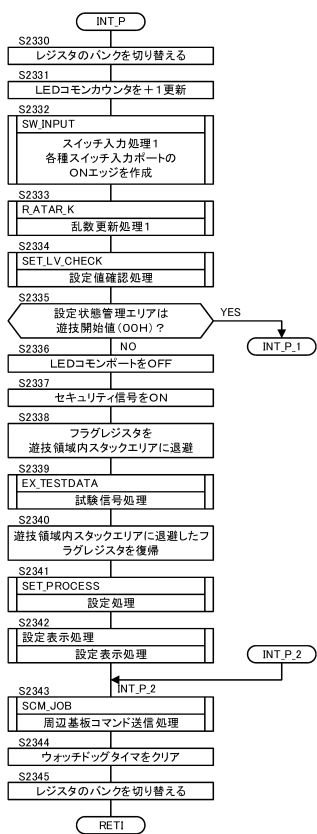 INT_P
S2330
レジスタのバンクを切り替える
S2331
LEDコモンカウンタを＋1更新
S2332
SW_INPUT
スイッチ入力処理1
各種スイッチ入力ポートの
ONエッジを作成
S2333
R_ATAR_K
乱数更新処理1
S2334
SET_LV_CHECK
設定値確認処理
S2335
設定状態管理エリアは
遊技開始値(00H)？
YES
INT_P_1
NO
S2336
LEDコモンポートをOFF
S2337
セキュリティ信号をON
S2338
フラグレジスタを
遊技領域内スタックエリアに退避
S2339
EX_TESTDATA
試験信号処理
S2340
遊技領域内スタックエリアに退避したフ
ラグレジスタを復帰
S2341
SET_PROCESS
設定処理
S2342
設定表示処理
設定表示処理
INT_P_2
INT_P_2
S2343
SCM_JOB
周辺基板コマンド送信処理
S2344
ウォッチドッグタイマをクリア
S2345
レジスタのバンクを切り替える
RETI